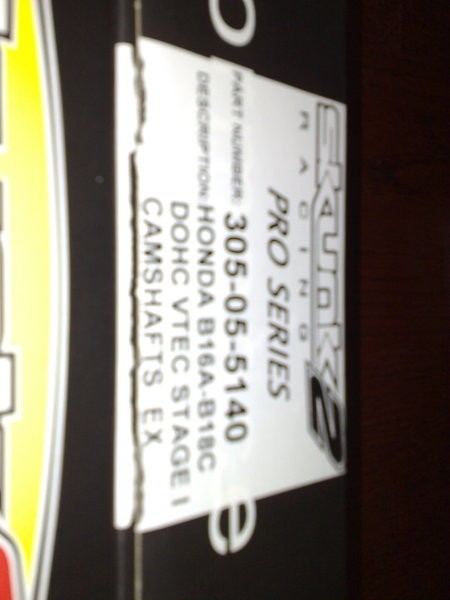 Skunk2
RACING
PRO SERIES
PART NUMBER: 305-05-5140
DESCRIPTION: HONDA B16A-B18C
DOHC VTEC STAGE I
CAMSHAFTS EX